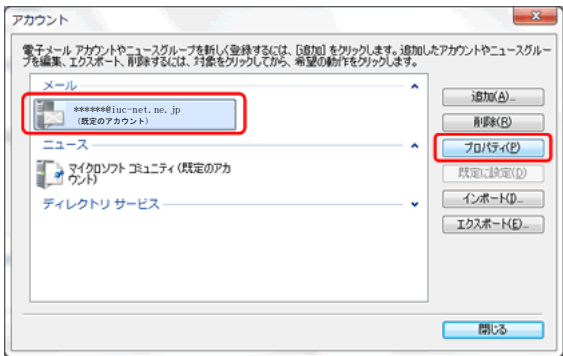 アカウント
電子メール アカウントやニュースグループを新しく登録するには、[追加] をクリックします。追加したアカウントやニュースグルー
プを編集、エクスポート、削除するには、対象をクリックしてから、希望の動作をクリックします。
メール
******@iuc-net.ne.jp
(既定のアカウント)
ニュース
マイクロソフト コミュニティ (既定のアカ
ウント)
ディレクトリ サービス
追加(A)...
削除(R)
プロパティ(P)
既定に設定(D)
インポート(I)...
エクスポート(E)...
閉じる